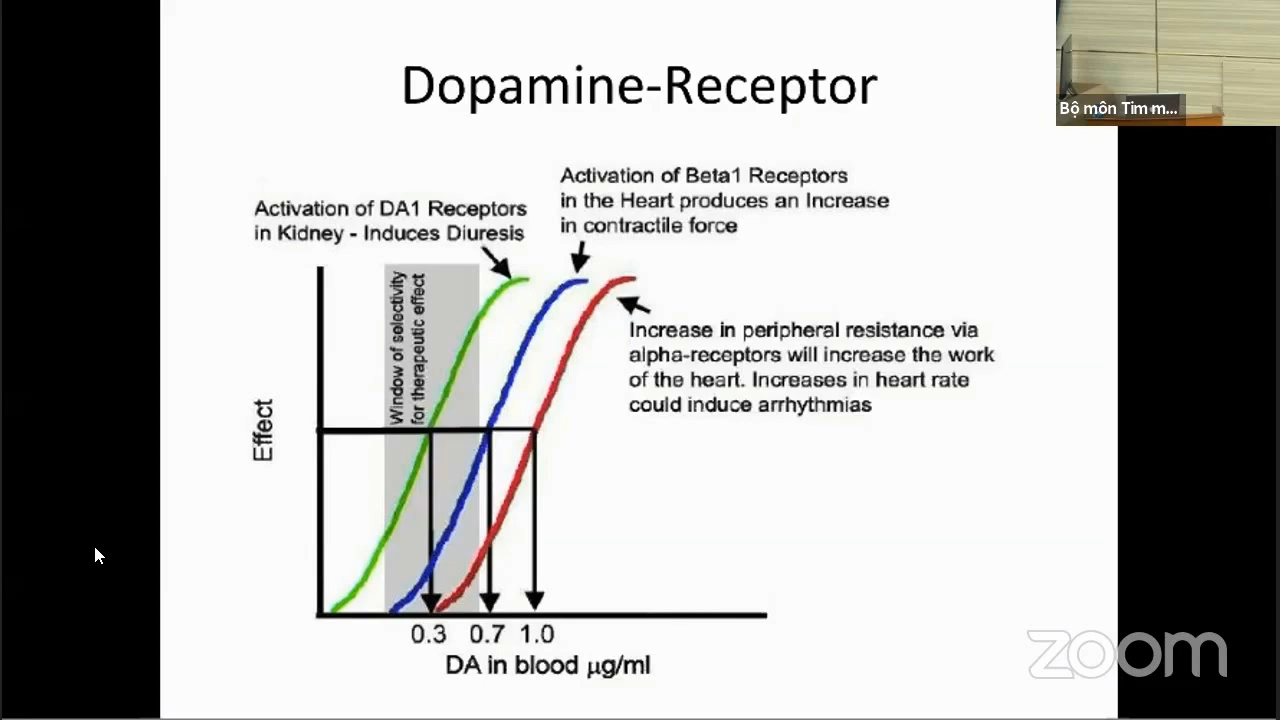 Dopamine-Receptor
Bộ môn Tim m...
Activation of Beta1 Receptors
in the Heart produces an Increase
in contractile force
Activation of DA1 Receptors
in Kidney - Induces Diuresis
Window of selectivity
for therapeutic effect
Increase in peripheral resistance via
alpha-receptors will increase the work
of the heart. Increases in heart rate
could induce arrhythmias
Effect
0.3 0.7 1.0
DA in blood µg/ml
zoom